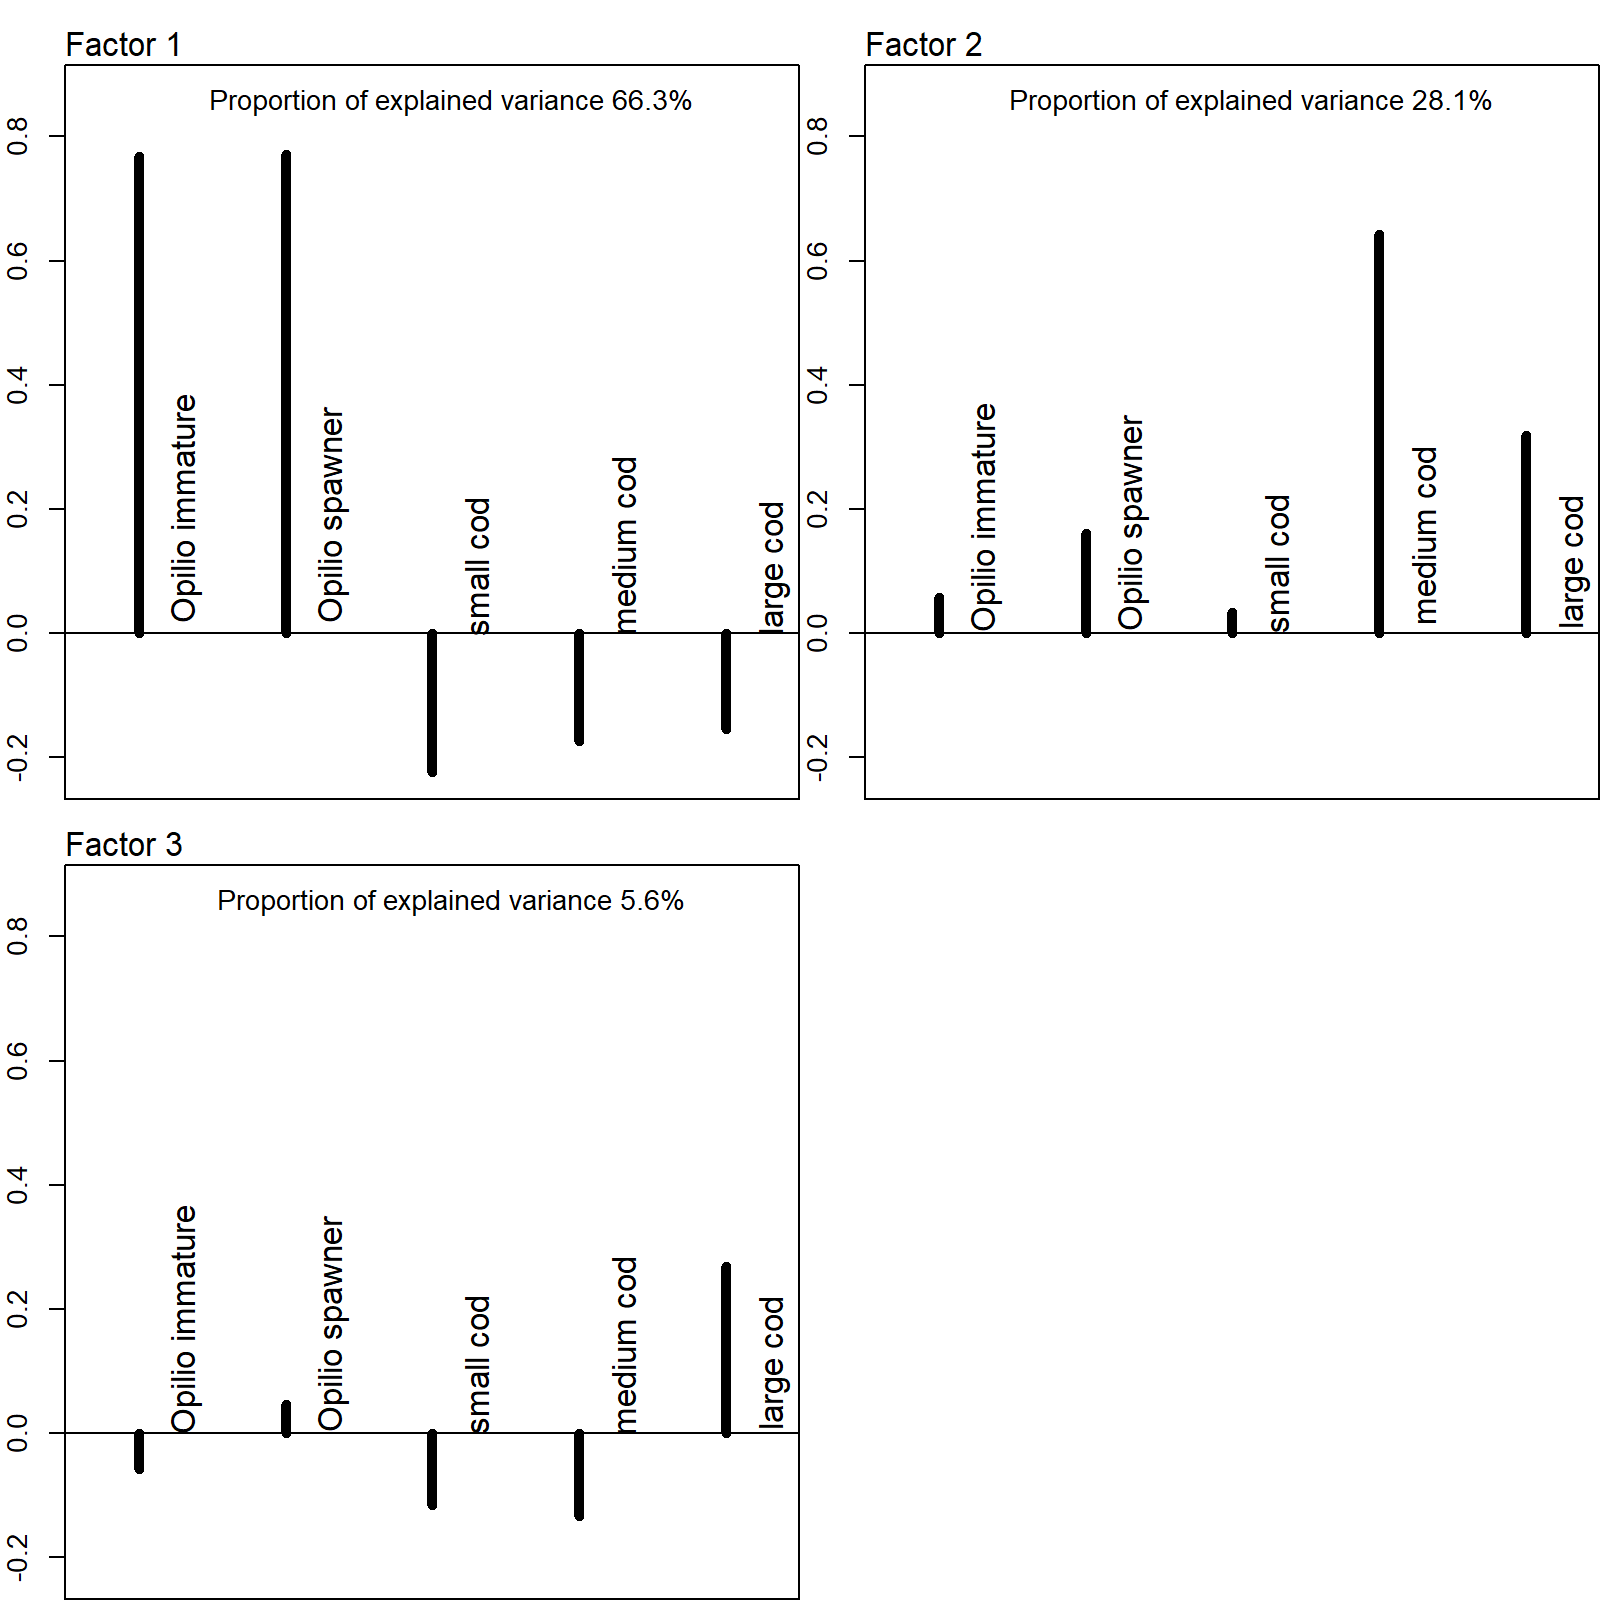 Factor 1
Proportion of explained variance 66.3%
0.8
0.6
0.4
0.2
0.0
-0.2
Opilio immature
Opilio spawner
small cod
medium cod
large cod
Factor 2
Proportion of explained variance 28.1%
0.8
0.6
0.4
0.2
0.0
-0.2
Opilio immature
Opilio spawner
small cod
medium cod
large cod
Factor 3
Proportion of explained variance 5.6%
0.8
0.6
0.4
0.2
0.0
-0.2
Opilio immature
Opilio spawner
small cod
medium cod
large cod